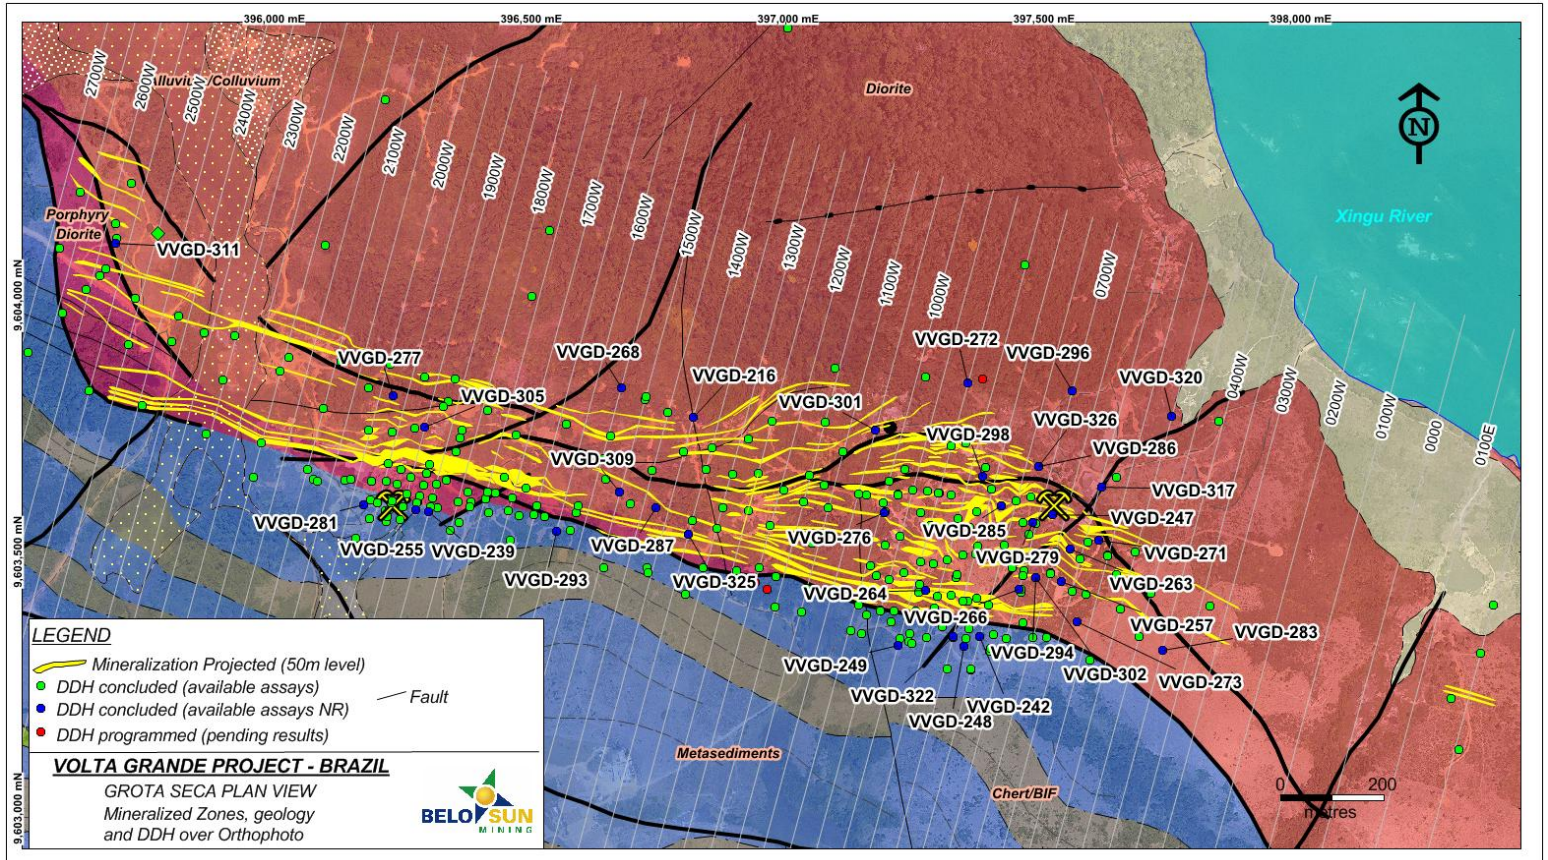 396,000 mE
396,500 mE
397,000 mE
397,500 mE
398,000 mE
9,604,000 mN
9,603,500 mN
9,603,000 mN
2700W
2600W
2500W
2400W
2300W
2200W
2100W
2000W
1900W
1800W
1700W
1600W
1500W
1400W
1300W
1200W
1100W
1000W
0700W
0400W
0300W
0200W
0100W
0000
0100E
lluviu/Colluvium
Diorite
N
Xingu River
Porphyry
Diorite
VVGD-311
VVGD-277
VVGD-268
VVGD-272
VVGD-296
VVGD-216
VVGD-320
VVGD-305
VVGD-301
VVGD-326
VVGD-298
VVGD-286
VVGD-309
VVGD-317
VVGD-281
VVGD-247
VVGD-285
VVGD-276
VVGD-287
VVGD-255
VVGD-239
VVGD-271
VVGD-279
VVGD-293
VVGD-325
VVGD-263
VVGD-264
VVGD-266
VVGD-257
VVGD-283
VVGD-294
VVGD-249
VVGD-302
VVGD-273
VVGD-322
VVGD-242
VVGD-248
Metasediments
Chert/BIF
0 200
metres
LEGEND
Mineralization Projected (50m level)
DDH concluded (available assays)
DDH concluded (available assays NR)
DDH programmed (pending results)
Fault
VOLTA GRANDE PROJECT - BRAZIL
GROTA SECA PLAN VIEW
Mineralized Zones, geology
and DDH over Orthophoto
BELO SUN
MINING